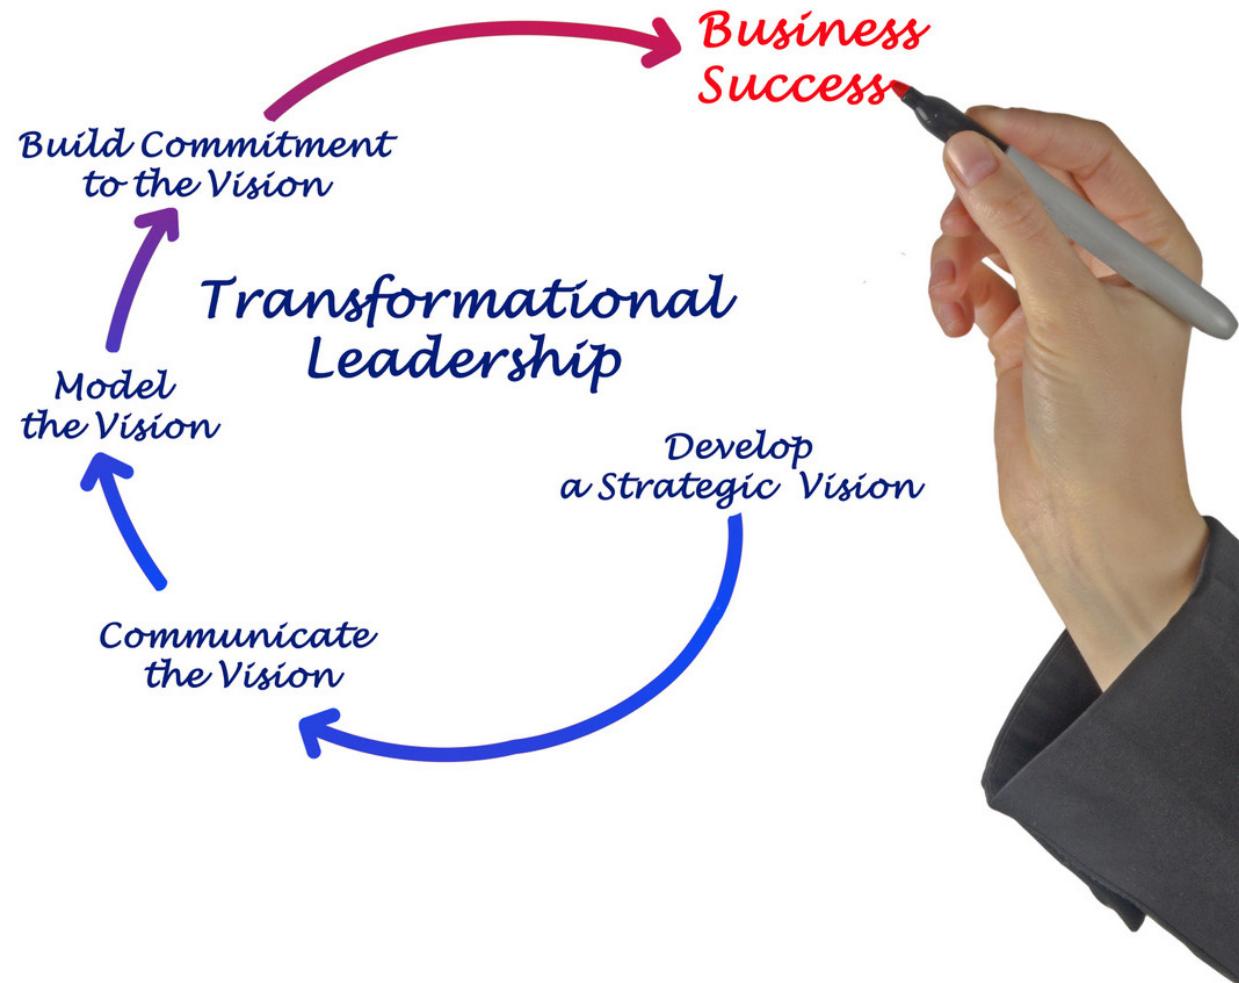 Business
Success
Build Commitment
to the Vision
Transformational
Leadership
Model
the Vision
Develop
a Strategic Vision
Communicate
the Vision